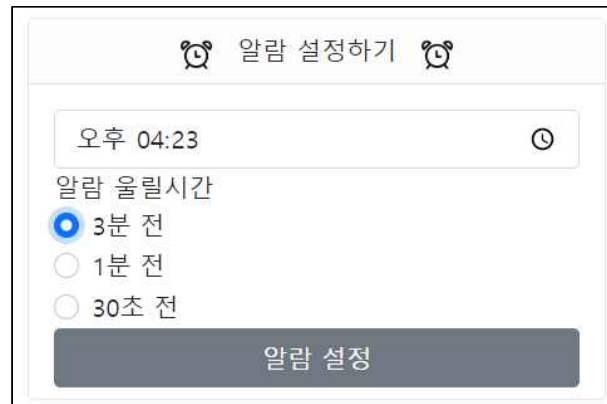 알람 설정하기
오후 04:23
알람 울릴시간
3분 전
1분 전
30초 전
알람 설정